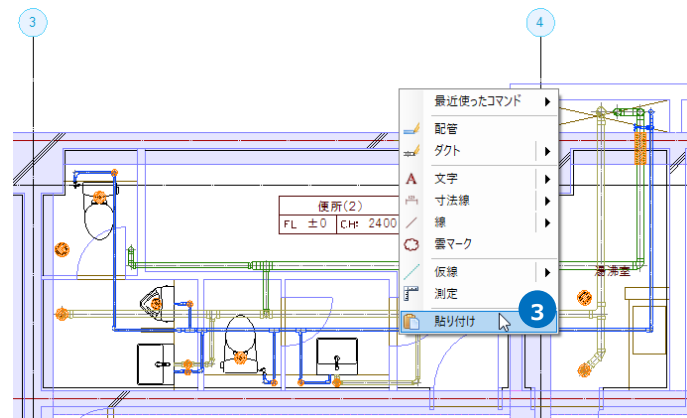 3
4
最近使ったコマンド
配管
ダクト
A 文字
寸法線
線
雲マーク
仮線
測定
貼り付け
3
便所(2)
FL ±0 CH: 2400
湯沸室